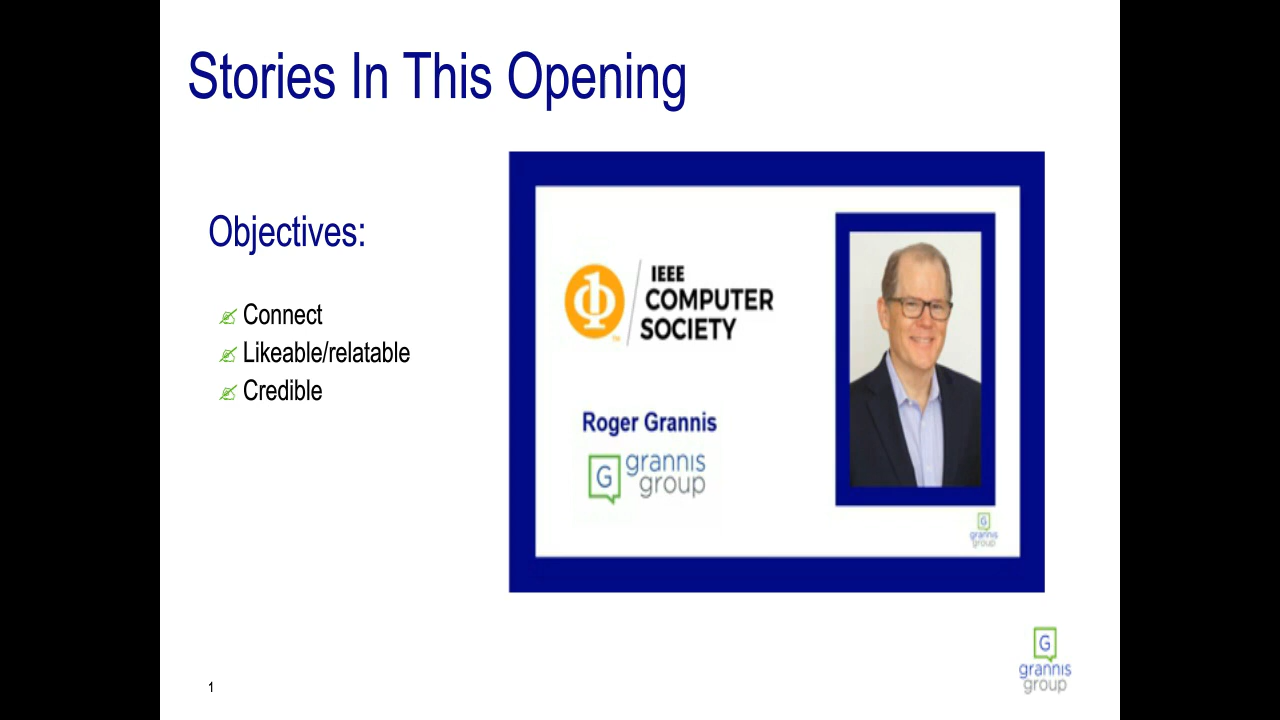 Stories In This Opening
Objectives:
Connect
Likeable/relatable
Credible
IEEE
COMPUTER
SOCIETY
TM
Roger Grannis
G
grannis
group
G
grannis
group
G
grannis
group
1